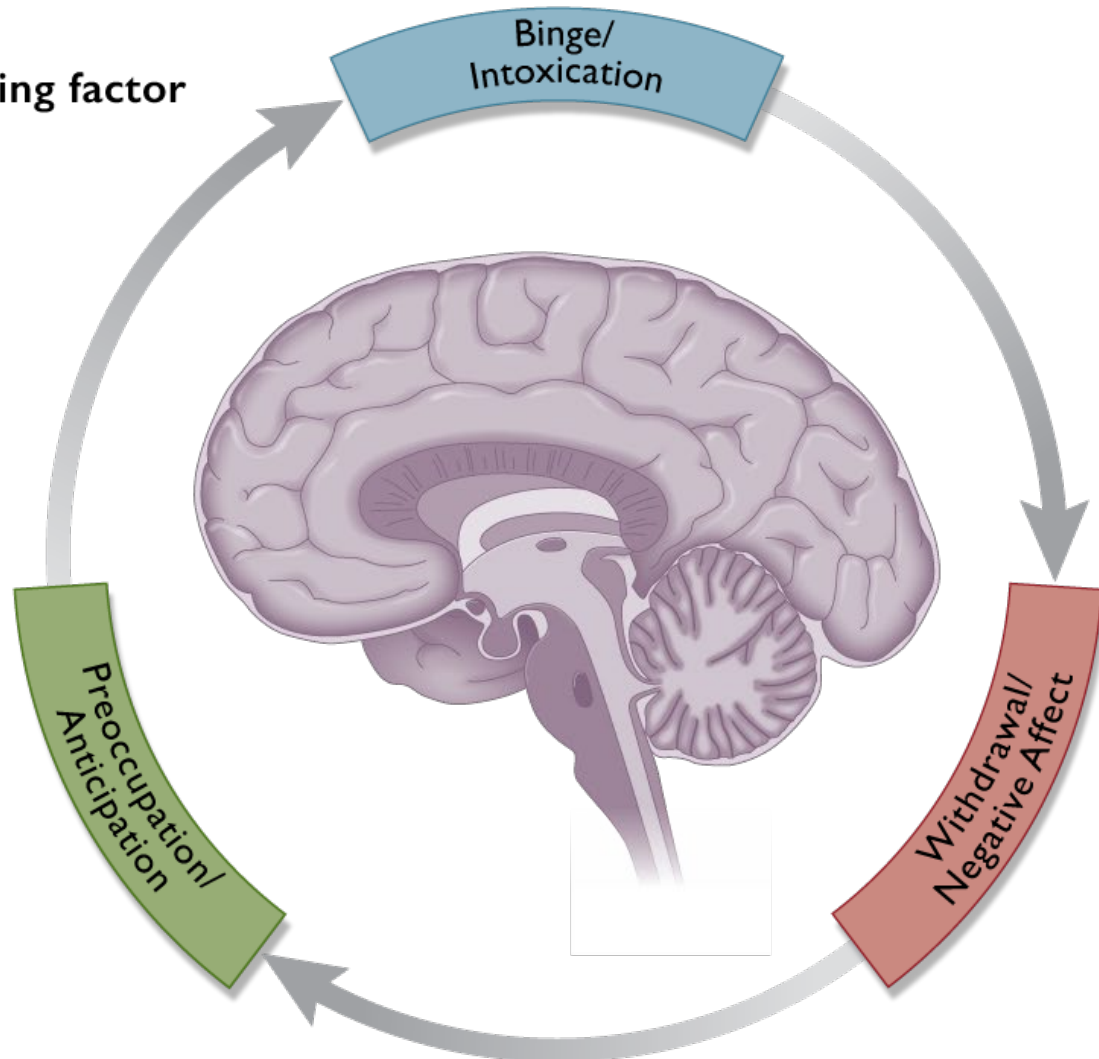 ing factor
Binge/
Intoxication
Withdrawal/
Negative Affect
Preoccupation/
Anticipation